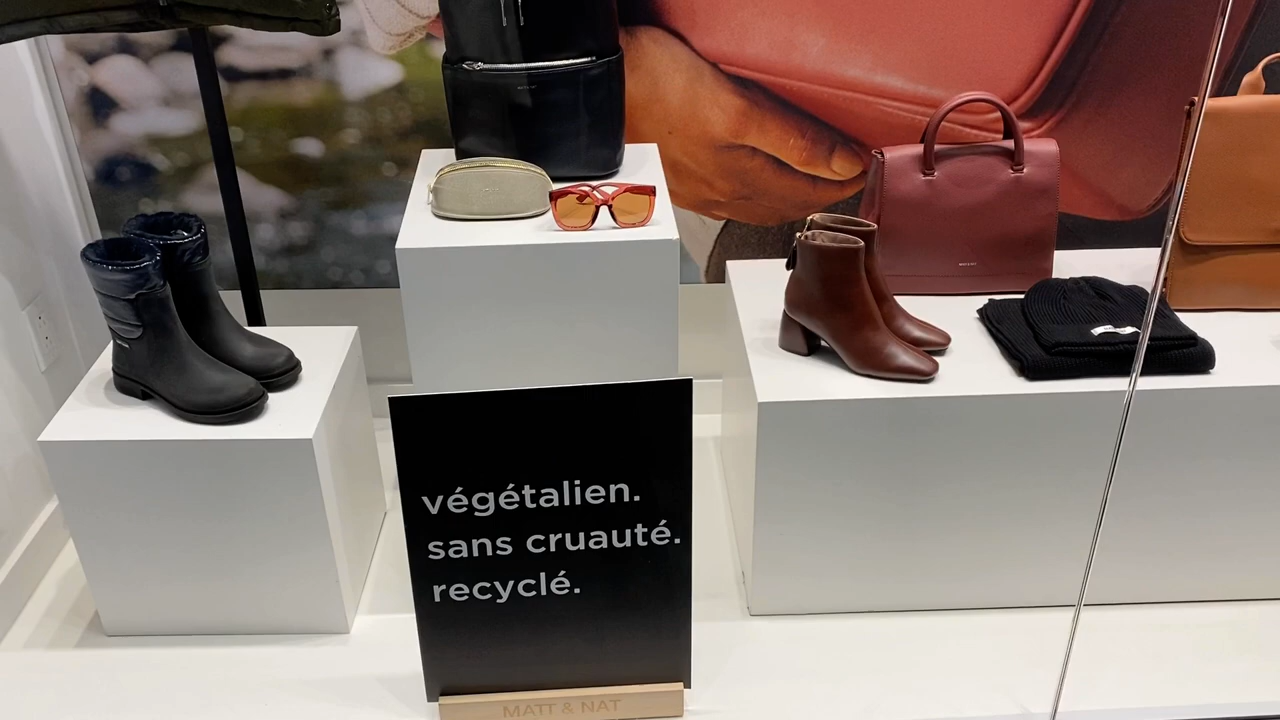 végétalien.
sans cruauté.
recyclé.
MATT & NAT